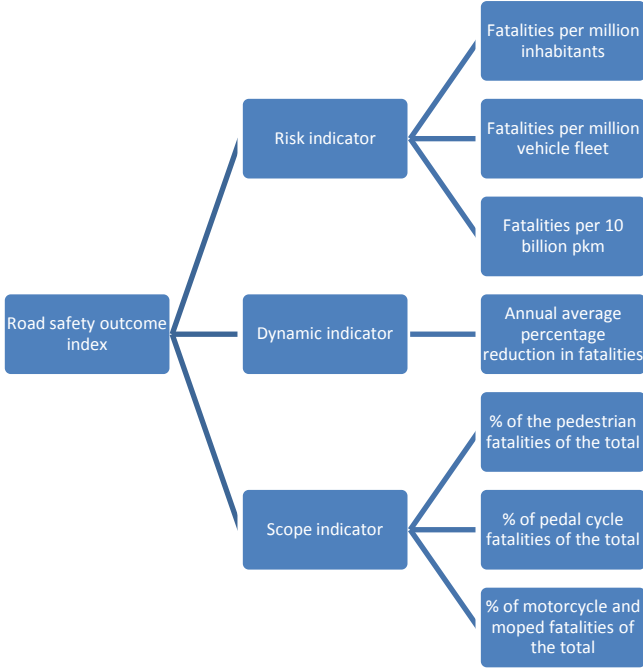 Road safety outcome
index
Risk indicator
Fatalities per million
inhabitants
Fatalities per million
vehicle fleet
Fatalities per 10
billion pkm
Dynamic indicator
Annual average
percentage
reduction in fatalities
Scope indicator
% of the pedestrian
fatalities of the total
% of pedal cycle
fatalities of the total
% of motorcycle and
moped fatalities of
the total